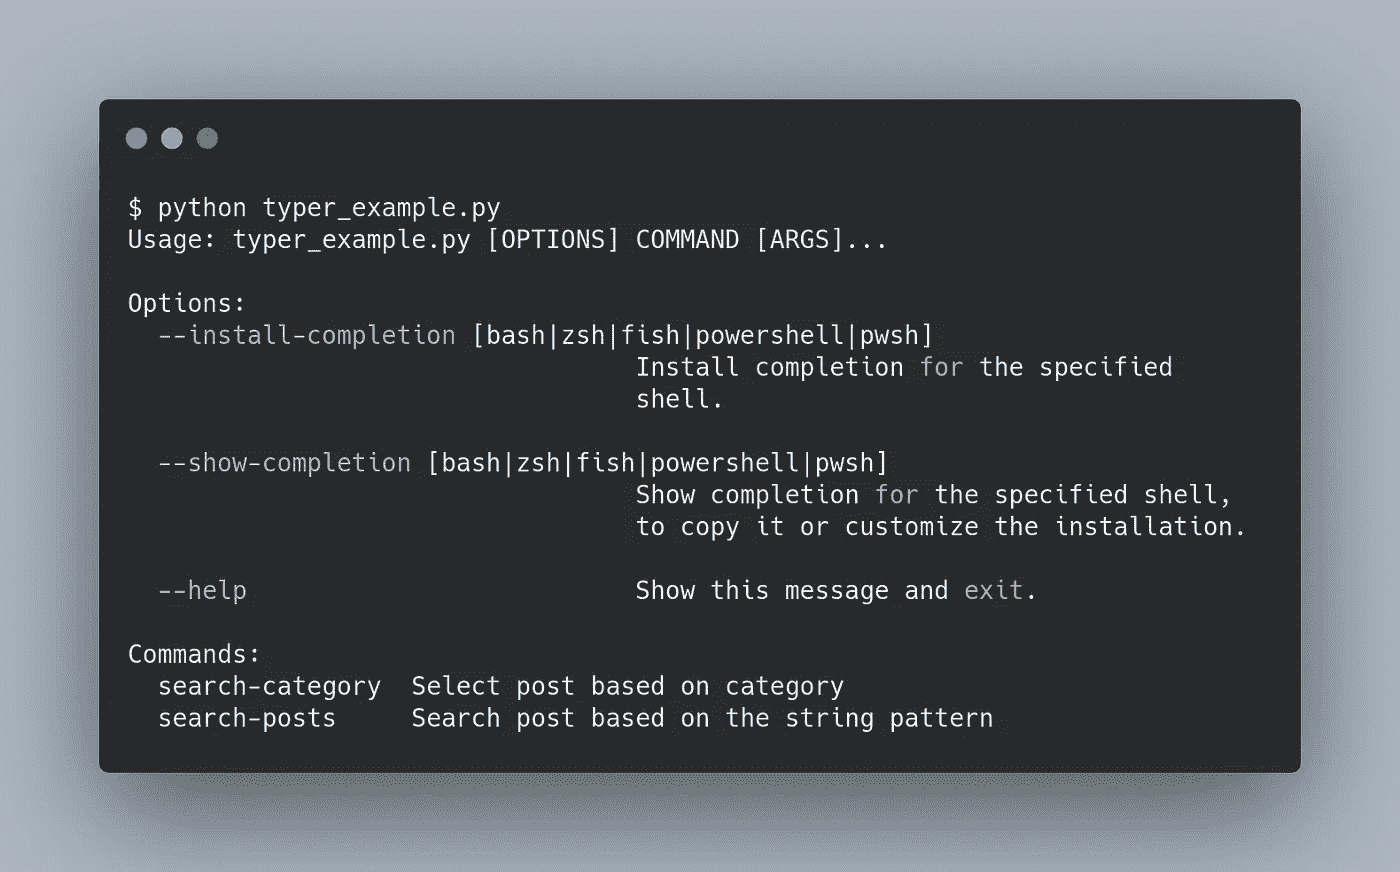 $ python typer_example.py
Usage: typer_example.py [OPTIONS] COMMAND [ARGS]...
Options:
--install-completion [bash|zsh|fish|powershell|pwsh]
Install completion for the specified
shell.
--show-completion [bash|zsh|fish|powershell|pwsh]
Show completion for the specified shell,
to copy it or customize the installation.
--help Show this message and exit.
Commands:
search-category Select post based on category
search-posts Search post based on the string pattern